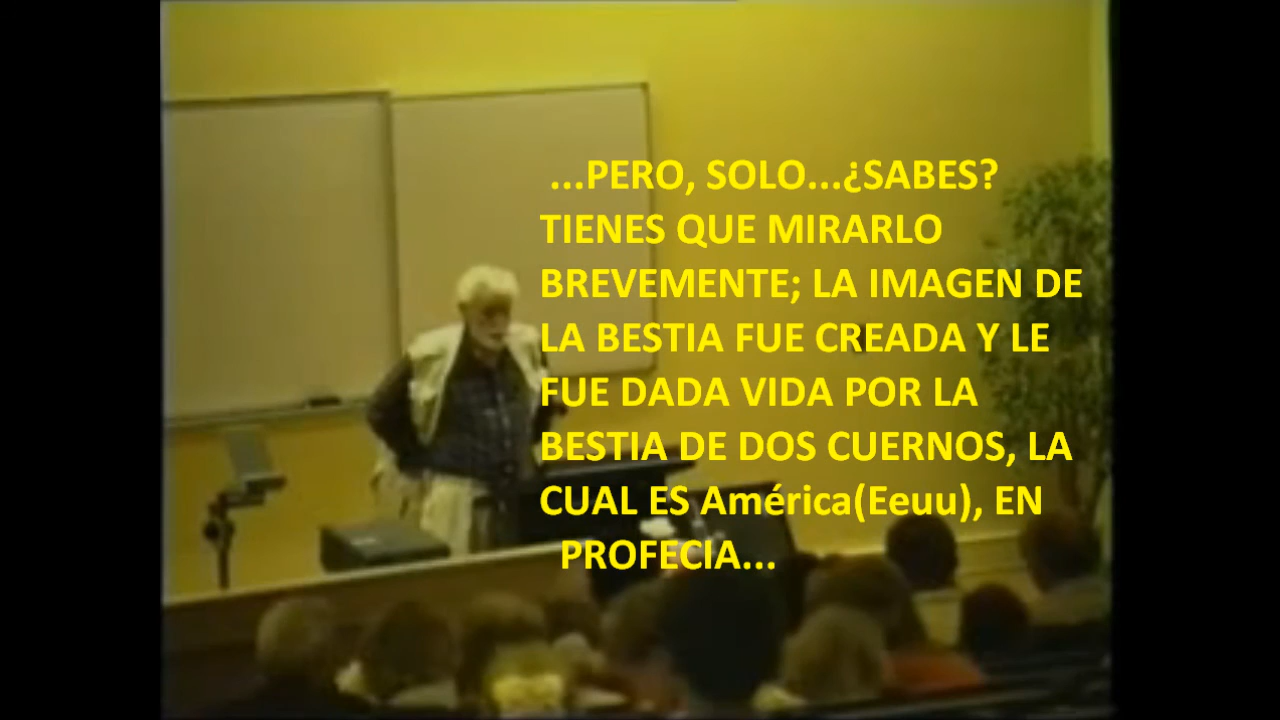 ...PERO, SOLO...¿SABES?
TIENES QUE MIRARLO
BREVEMENTE; LA IMAGEN DE
LA BESTIA FUE CREADA Y LE
FUE DADA VIDA POR LA
BESTIA DE DOS CUERNOS, LA
CUAL ES América(Eeuu), EN
PROFECIA...